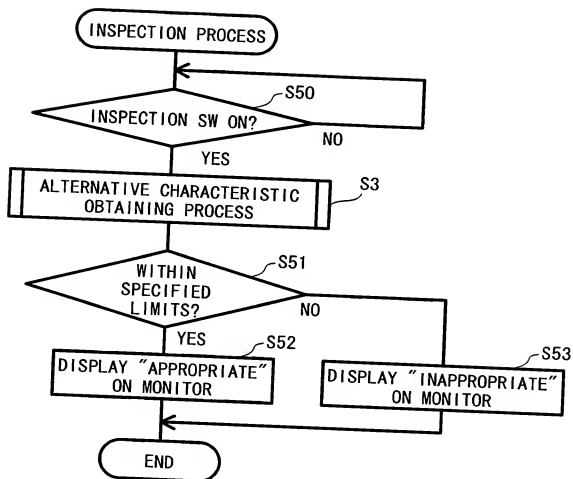 INSPECTION PROCESS
S50
INSPECTION SW ON?
NO
YES
S3
ALTERNATIVE CHARACTERISTIC
OBTAINING PROCESS
S51
WITHIN
SPECIFIED
LIMITS?
NO
YES
S52
DISPLAY "APPROPRIATE"
ON MONITOR
S53
DISPLAY "INAPPROPRIATE"
ON MONITOR
END